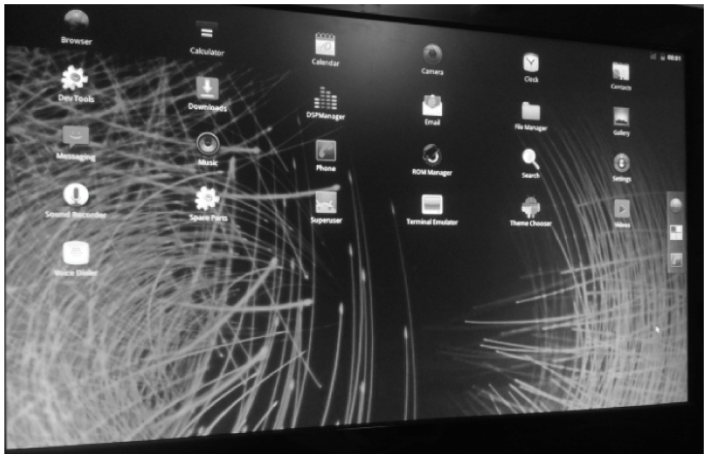 Browser
Calculator
Calendar
Camera
Clock
Contacts
Dev Tools
Downloads
DSPManager
Email
File Manager
Gallery
Messaging
Music
Phone
ROM Manager
Search
Settings
Sound Recorder
Spare Parts
Superuser
Terminal Emulator
Theme Chooser
Videos
Voice Dialer